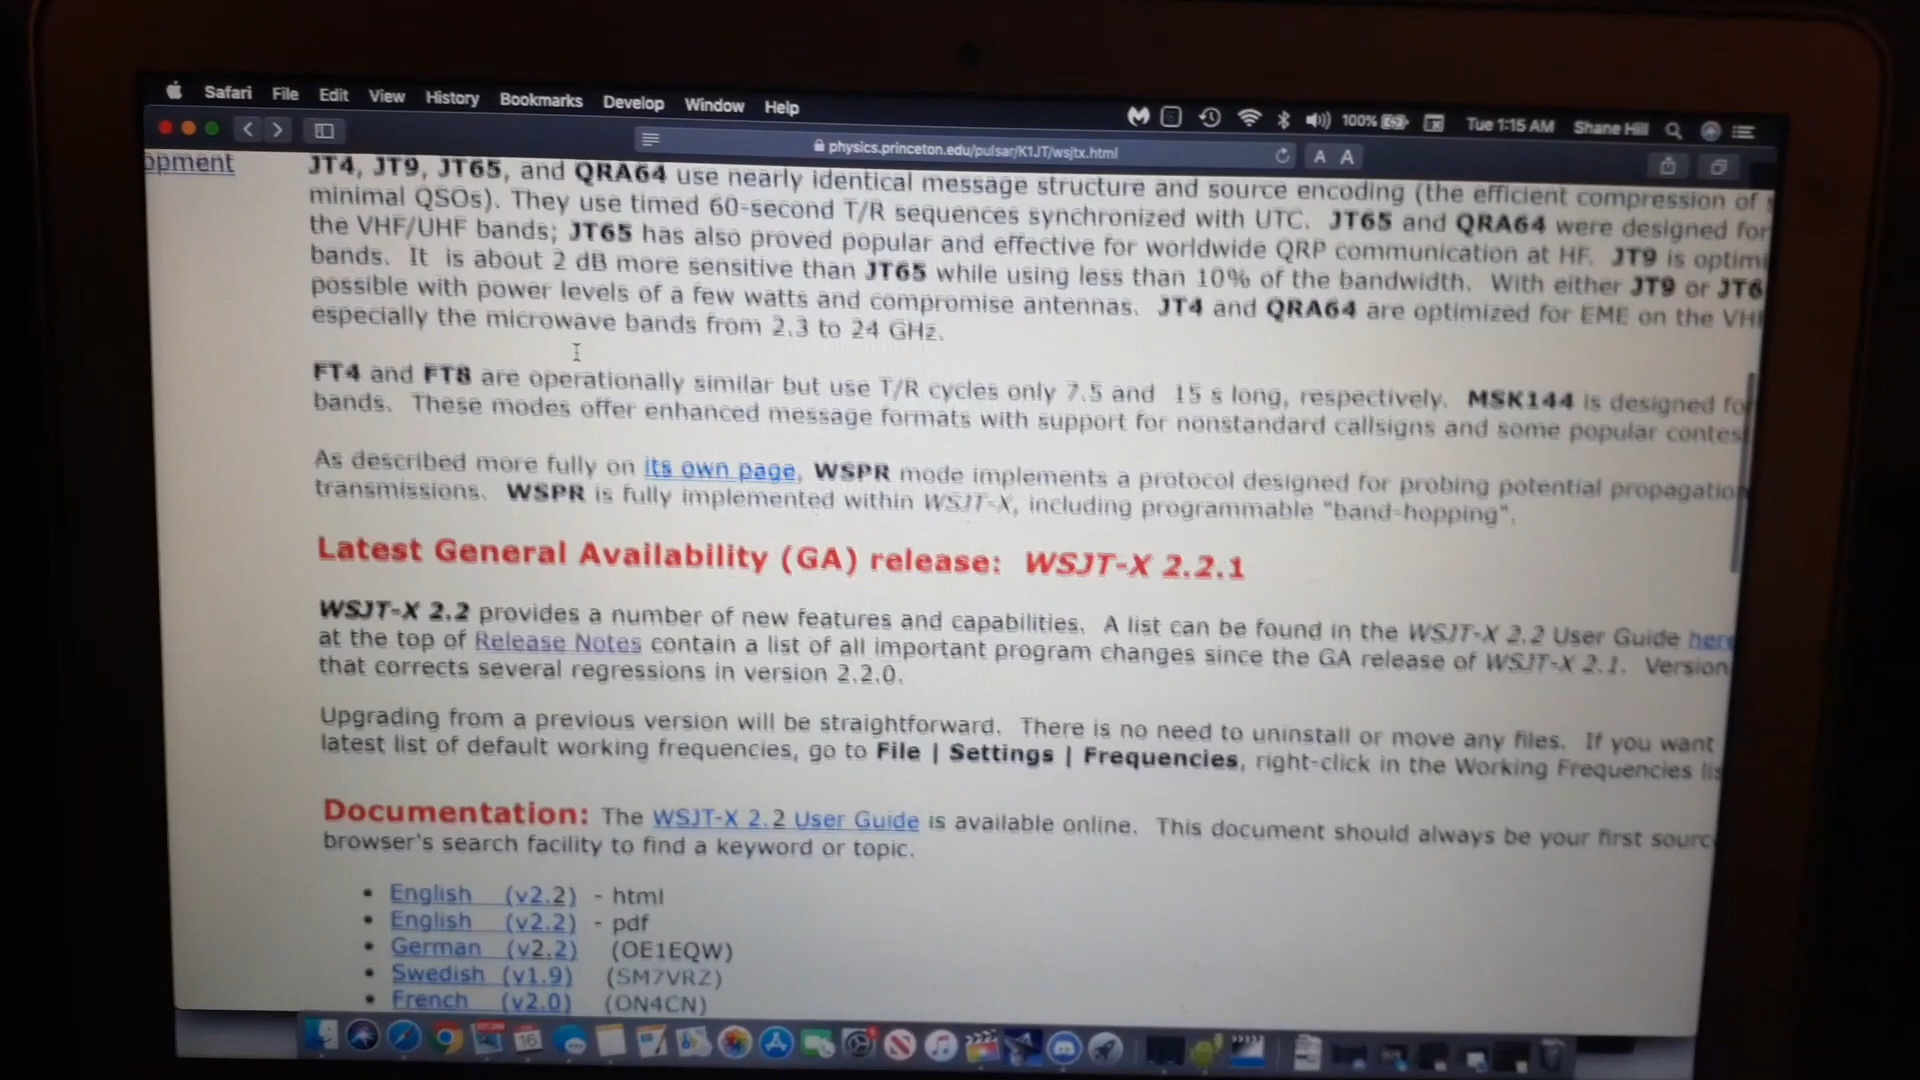 Safari File Edit View History Bookmarks Develop Window Help 100% Tue 1:15 AM Shane Hill
physics.princeton.edu/pulsar/K1JT/wsjtx.html A A
opment
JT4, JT9, JT65, and QRA64 use nearly identical message structure and source encoding (the efficient compression of
minimal QSOs). They use timed 60-second T/R sequences synchronized with UTC. JT65 and QRA64 were designed for
the VHF/UHF bands; JT65 has also proved popular and effective for worldwide QRP communication at HF. JT9 is optimi
bands. It is about 2 dB more sensitive than JT65 while using less than 10% of the bandwidth. With either JT9 or JT6
possible with power levels of a few watts and compromise antennas. JT4 and QRA64 are optimized for EME on the VH
especially the microwave bands from 2.3 to 24 GHz.
FT4 and FT8 are operationally similar but use T/R cycles only 7.5 and 15 s long, respectively. MSK144 is designed for
bands. These modes offer enhanced message formats with support for nonstandard callsigns and some popular contes
As described more fully on its own page, WSPR mode implements a protocol designed for probing potential propagatio
transmissions. WSPR is fully implemented within WSJT-X, including programmable "band-hopping".
Latest General Availability (GA) release: WSJT-X 2.2.1
WSJT-X 2.2 provides a number of new features and capabilities. A list can be found in the WSJT-X 2.2 User Guide here
at the top of Release Notes contain a list of all important program changes since the GA release of WSJT-X 2.1. Version
that corrects several regressions in version 2.2.0.
Upgrading from a previous version will be straightforward. There is no need to uninstall or move any files. If you want
latest list of default working frequencies, go to File | Settings | Frequencies, right-click in the Working Frequencies lis
Documentation: The WSJT-X 2.2 User Guide is available online. This document should always be your first sourc
browser's search facility to find a keyword or topic.
• English (v2.2) - html
• English (v2.2) - pdf
• German (v2.2) (OE1EQW)
• Swedish (v1.9) (SM7VRZ)
• French (v2.0) (ON4CN)
16